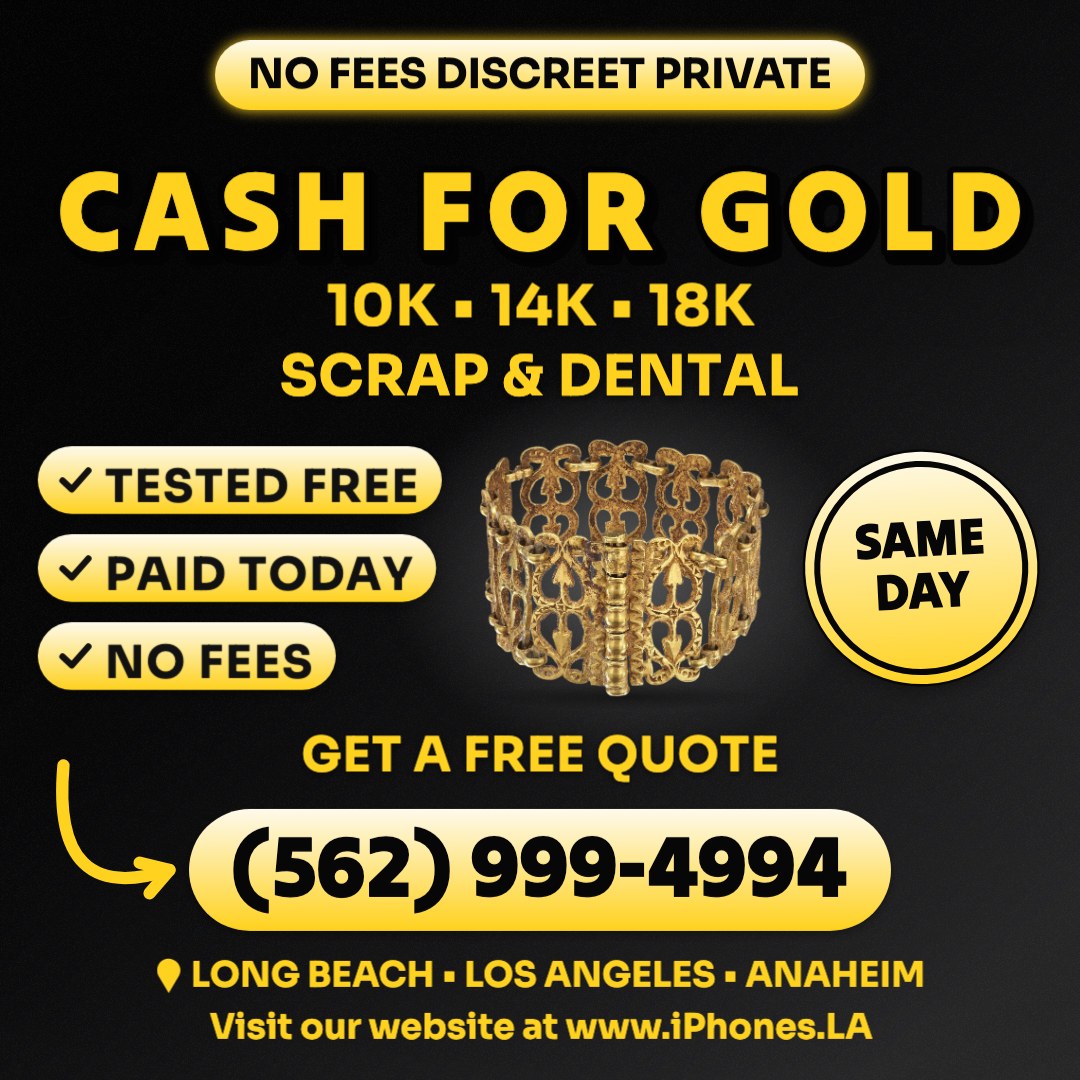 NO FEES DISCREET PRIVATE
CASH FOR GOLD
10K ▪ 14K ▪ 18K
SCRAP & DENTAL
✓ TESTED FREE
✓ PAID TODAY
✓ NO FEES
SAME
DAY
GET A FREE QUOTE
(562) 999-4994
LONG BEACH ▪ LOS ANGELES ▪ ANAHEIM
Visit our website at www.iPhones.LA